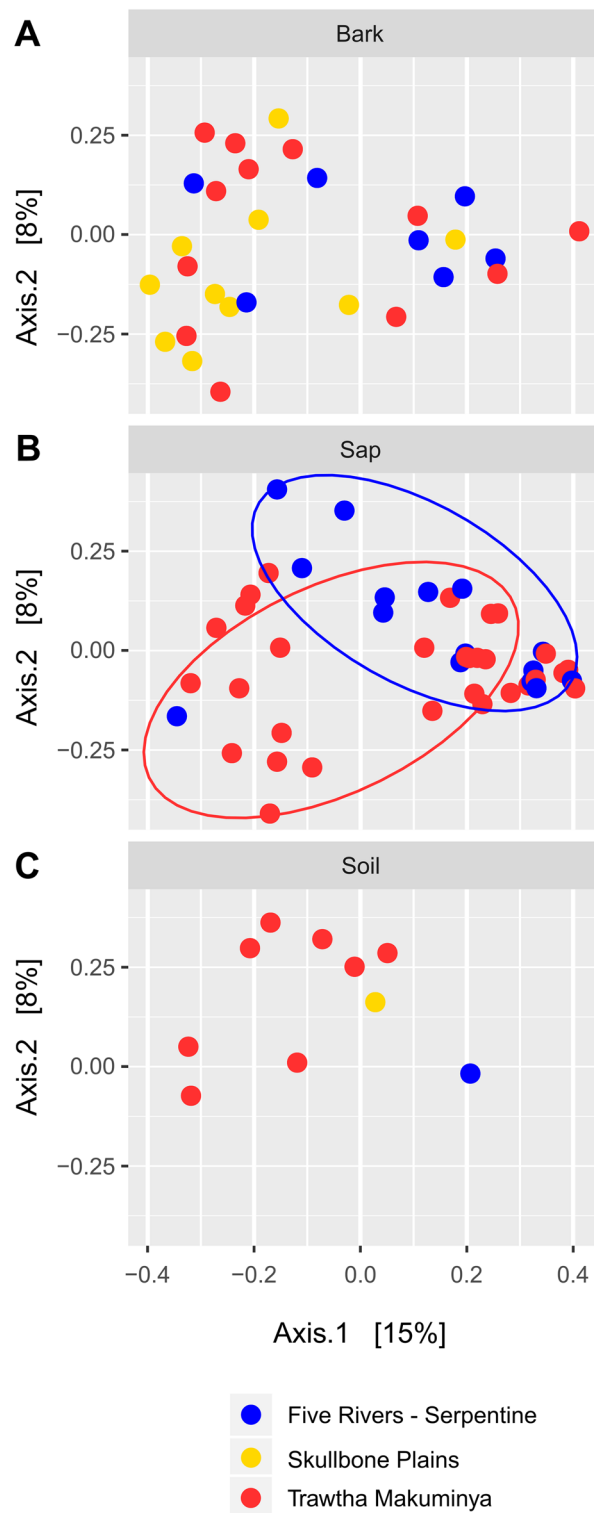 A
Bark
0.25
0.00
−0.25
Axis.2 [8%]
B
Sap
0.25
0.00
−0.25
Axis.2 [8%]
C
Soil
0.25
0.00
−0.25
Axis.2 [8%]
−0.4 −0.2 0.0 0.2 0.4
Axis.1 [15%]
Five Rivers - Serpentine
Skullbone Plains
Trawtha Makuminya